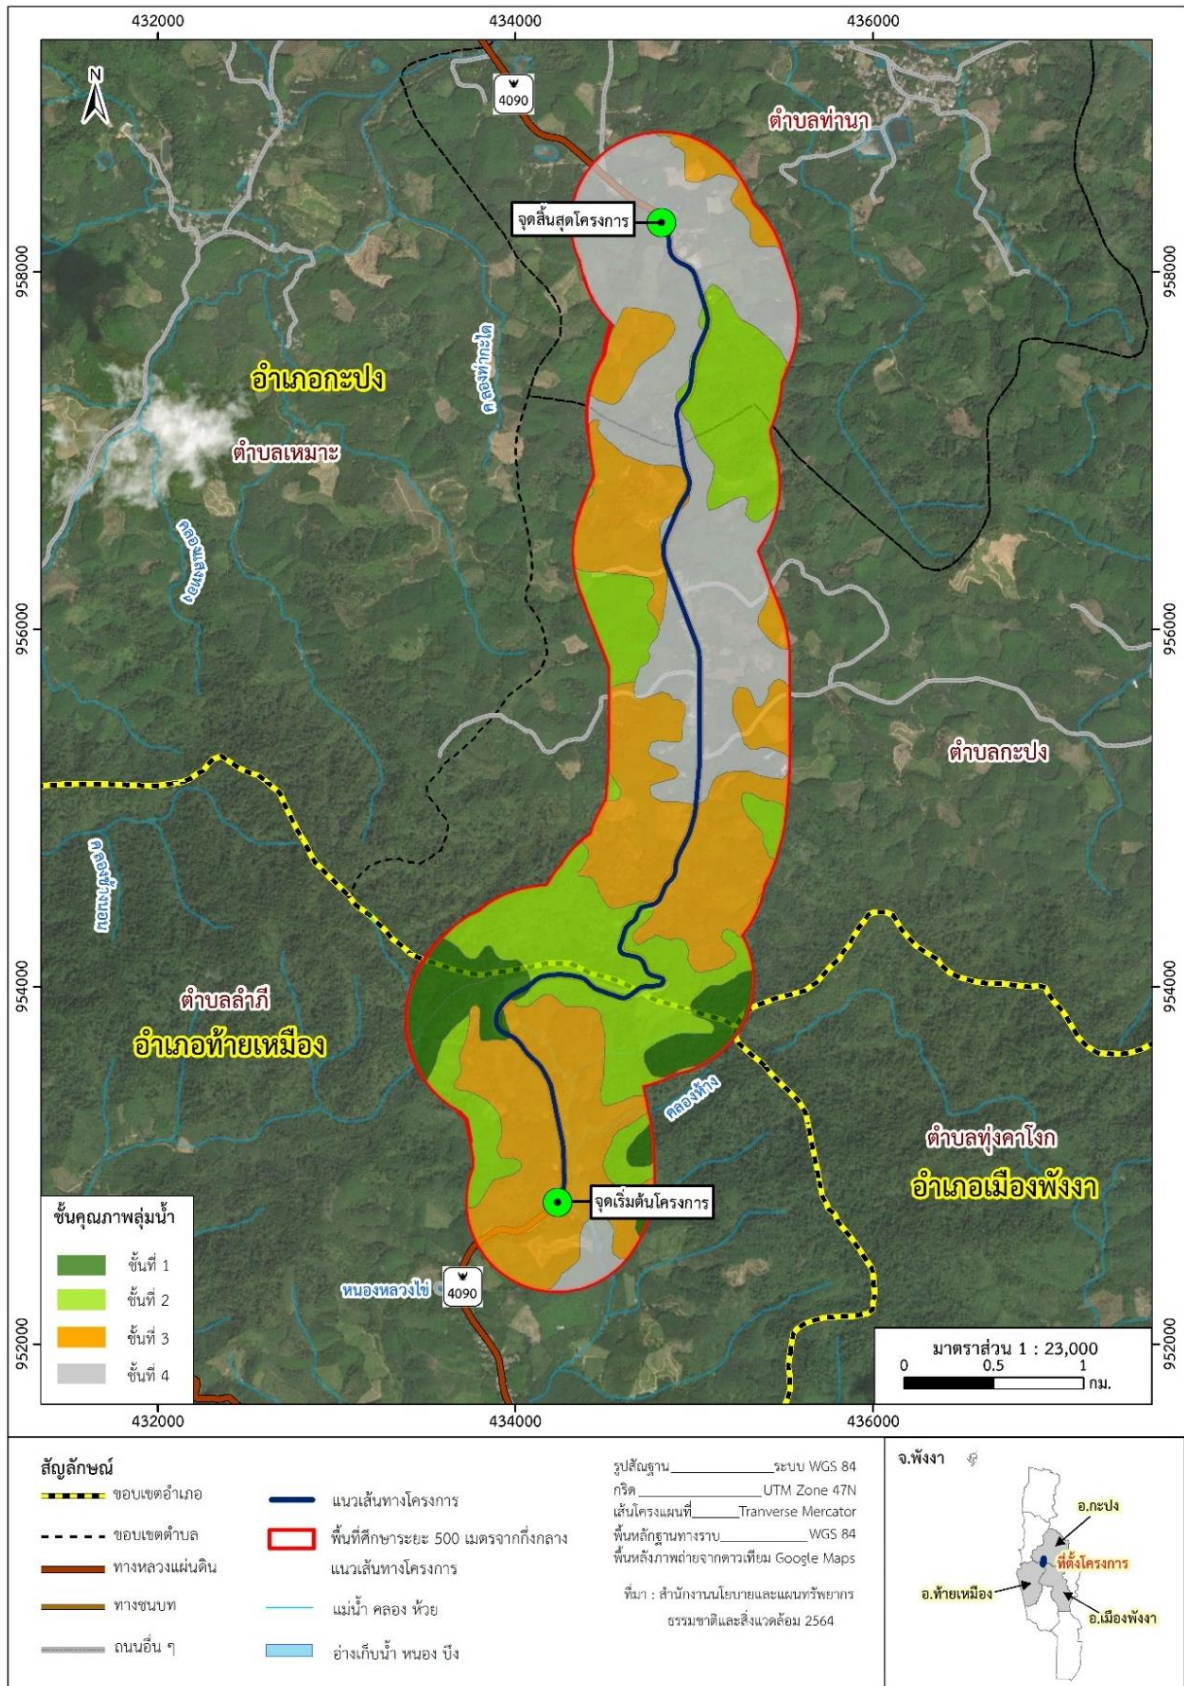 432000
434000
436000
N
4090
ตำบลท่านา
จุดสิ้นสุดโครงการ
958000
958000
คลองท่ากะได
อำเภอกะปง
ตำบลเหมาะ
956000
956000
ตำบลกะปง
954000
954000
ตำบลลำภี
อำเภอท้ายเหมือง
คลองห้าง
ตำบลทุ่งคาโงก
อำเภอเมืองพังงา
จุดเริ่มต้นโครงการ
ชั้นคุณภาพลุ่มน้ำ
ชั้นที่ 1
ชั้นที่ 2
ชั้นที่ 3
ชั้นที่ 4
หนองหลวงไข่
4090
952000
952000
มาตราส่วน 1 : 23,000
0 0.5 1
กม.
432000
434000
436000
สัญลักษณ์
ขอบเขตอำเภอ
ขอบเขตตำบล
ทางหลวงแผ่นดิน
ทางชนบท
ถนนอื่น ๆ
แนวเส้นทางโครงการ
พื้นที่ศึกษาระยะ 500 เมตรจากกึ่งกลาง
แนวเส้นทางโครงการ
แม่น้ำ คลอง ห้วย
อ่างเก็บน้ำ หนอง บึง
รูปสัณฐาน ระบบ WGS 84
กริด UTM Zone 47N
เส้นโครงแผนที่ Tranverse Mercator
พื้นหลักฐานทางราบ WGS 84
พื้นหลังภาพถ่ายจากดาวเทียม Google Maps
ที่มา : สำนักงานนโยบายและแผนทรัพยากร
ธรรมชาติและสิ่งแวดล้อม 2564
จ.พังงา
อ.กะปง
ที่ตั้งโครงการ
อ.ท้ายเหมือง
อ.เมืองพังงา